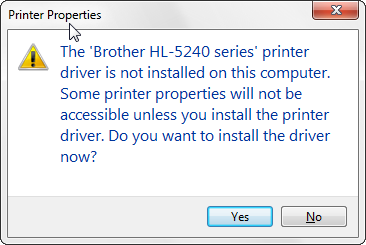 Printer Properties
The 'Brother HL-5240 series' printer
driver is not installed on this computer.
Some printer properties will not be
accessible unless you install the printer
driver. Do you want to install the driver
now?
Yes No